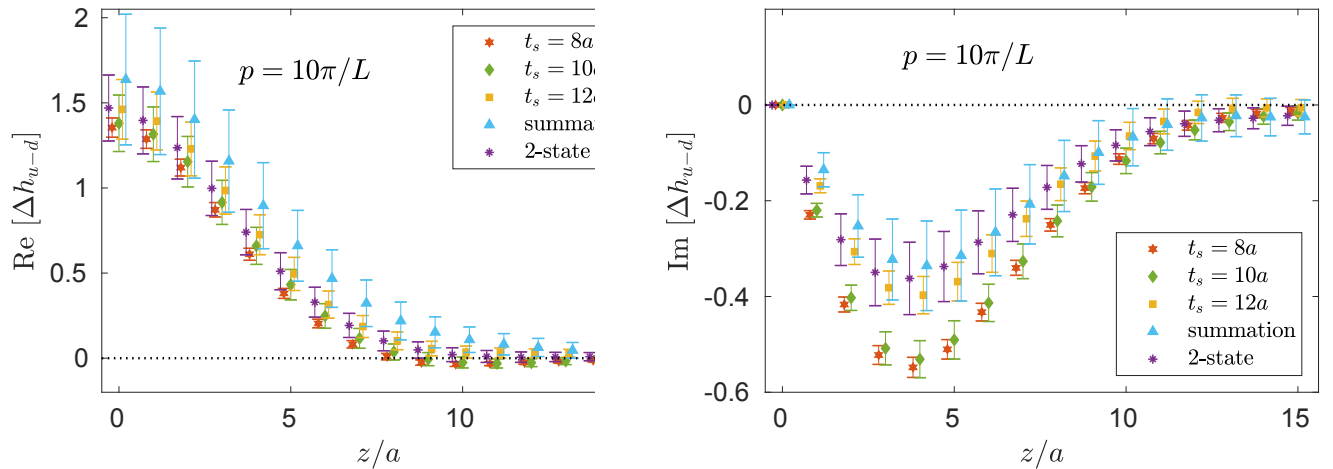 2
1.5
1
0.5
0
0
5
10
Re [Δh_{u−d}]
z/a
p = 10π/L
t_s = 8a
t_s = 10a
t_s = 12a
summa
2-state
0
-0.2
-0.4
-0.6
0
5
10
15
Im [Δh_{u−d}]
z/a
p = 10π/L
t_s = 8a
t_s = 10a
t_s = 12a
summation
2-state